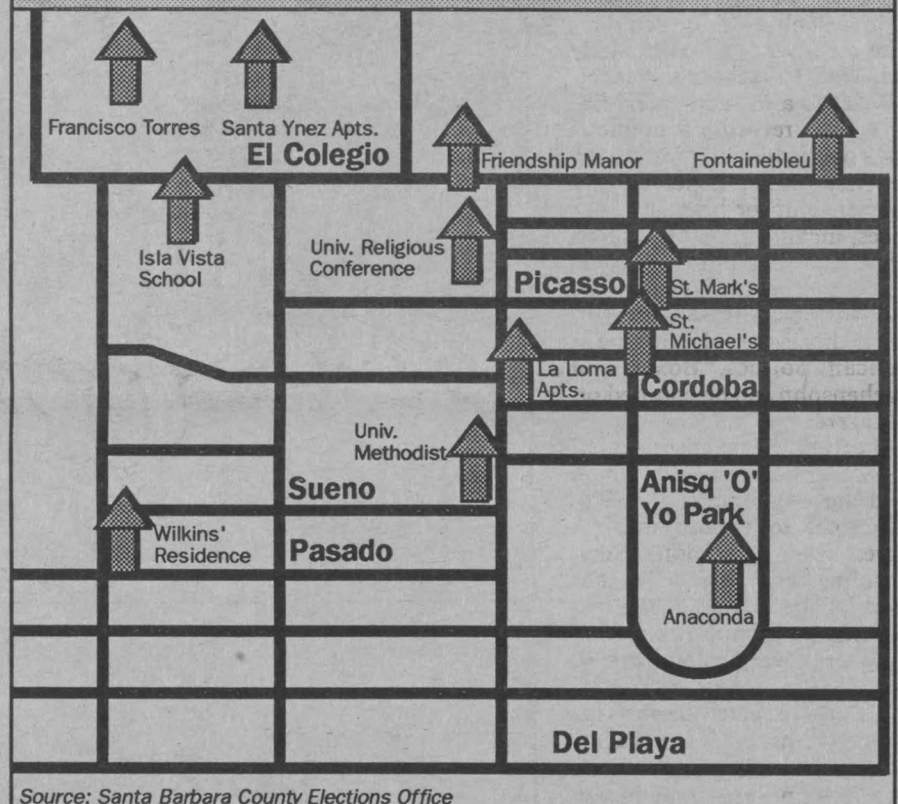 Francisco Torres
Santa Ynez Apts.
El Colegio
Friendship Manor
Fontainebleu
Isla Vista
School
Univ. Religious
Conference
Picasso
St. Mark's
St.
Michael's
La Loma
Apts.
Cordoba
Univ.
Methodist
Sueno
Anisq 'O'
Yo Park
Wilkins'
Residence
Pasado
Anaconda
Del Playa
Source: Santa Barbara County Elections Office